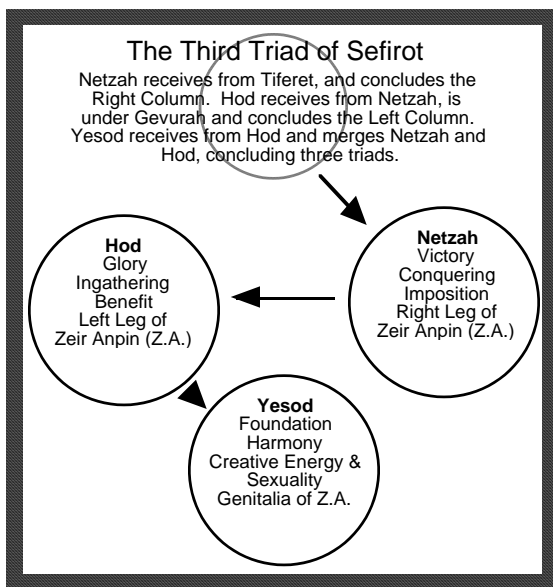 The Third Triad of Sefirot
Netzah receives from Tiferet, and concludes the
Right Column.  Hod receives from Netzah, is
under Gevurah and concludes the Left Column.
Yesod receives from Hod and merges Netzah and
Hod, concluding three triads.
Netzah
Victory
Conquering
Imposition
Right Leg of
Zeir Anpin (Z.A.)
Hod
Glory
Ingathering
Benefit
Left Leg of
Zeir Anpin (Z.A.)
Yesod
Foundation
Harmony
Creative Energy &
Sexuality
Genitalia of Z.A.